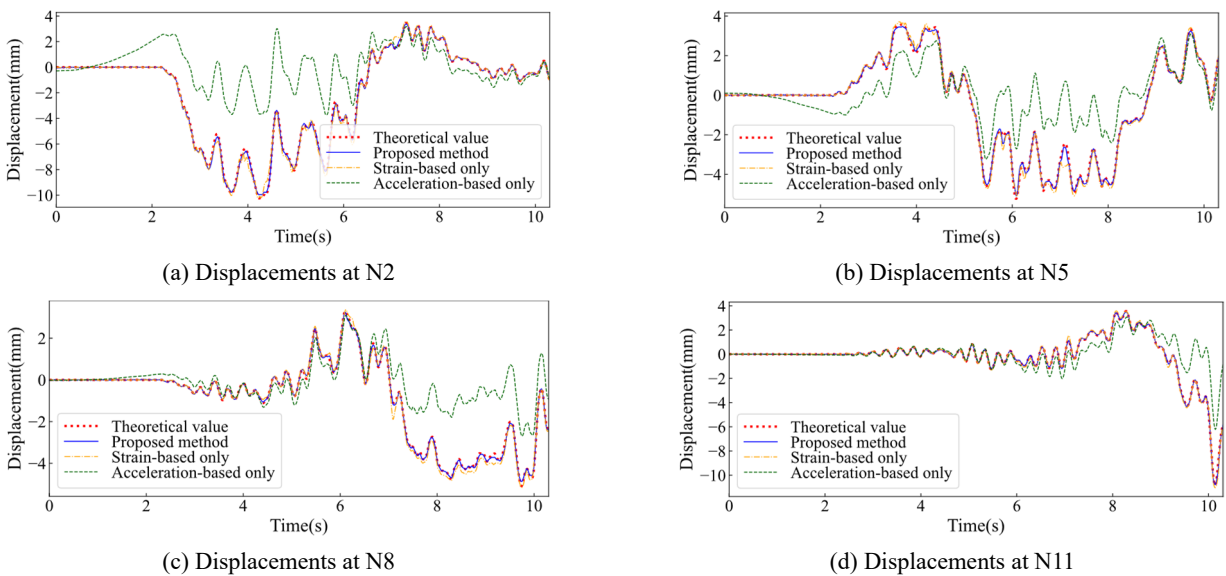 4
2
0
−2
−4
−6
−8
−10
Displacement(mm)
Theoretical value
Proposed method
Strain-based only
Acceleration-based only
0 2 4 6 8 10
Time(s)
(a) Displacements at N2
4
2
0
−2
−4
Displacement(mm)
Theoretical value
Proposed method
Strain-based only
Acceleration-based only
0 2 4 6 8 10
Time(s)
(b) Displacements at N5
2
0
−2
−4
Displacement(mm)
Theoretical value
Proposed method
Strain-based only
Acceleration-based only
0 2 4 6 8 10
Time(s)
(c) Displacements at N8
4
2
0
−2
−4
−6
−8
−10
Displacement(mm)
Theoretical value
Proposed method
Strain-based only
Acceleration-based only
0 2 4 6 8 10
Time(s)
(d) Displacements at N11